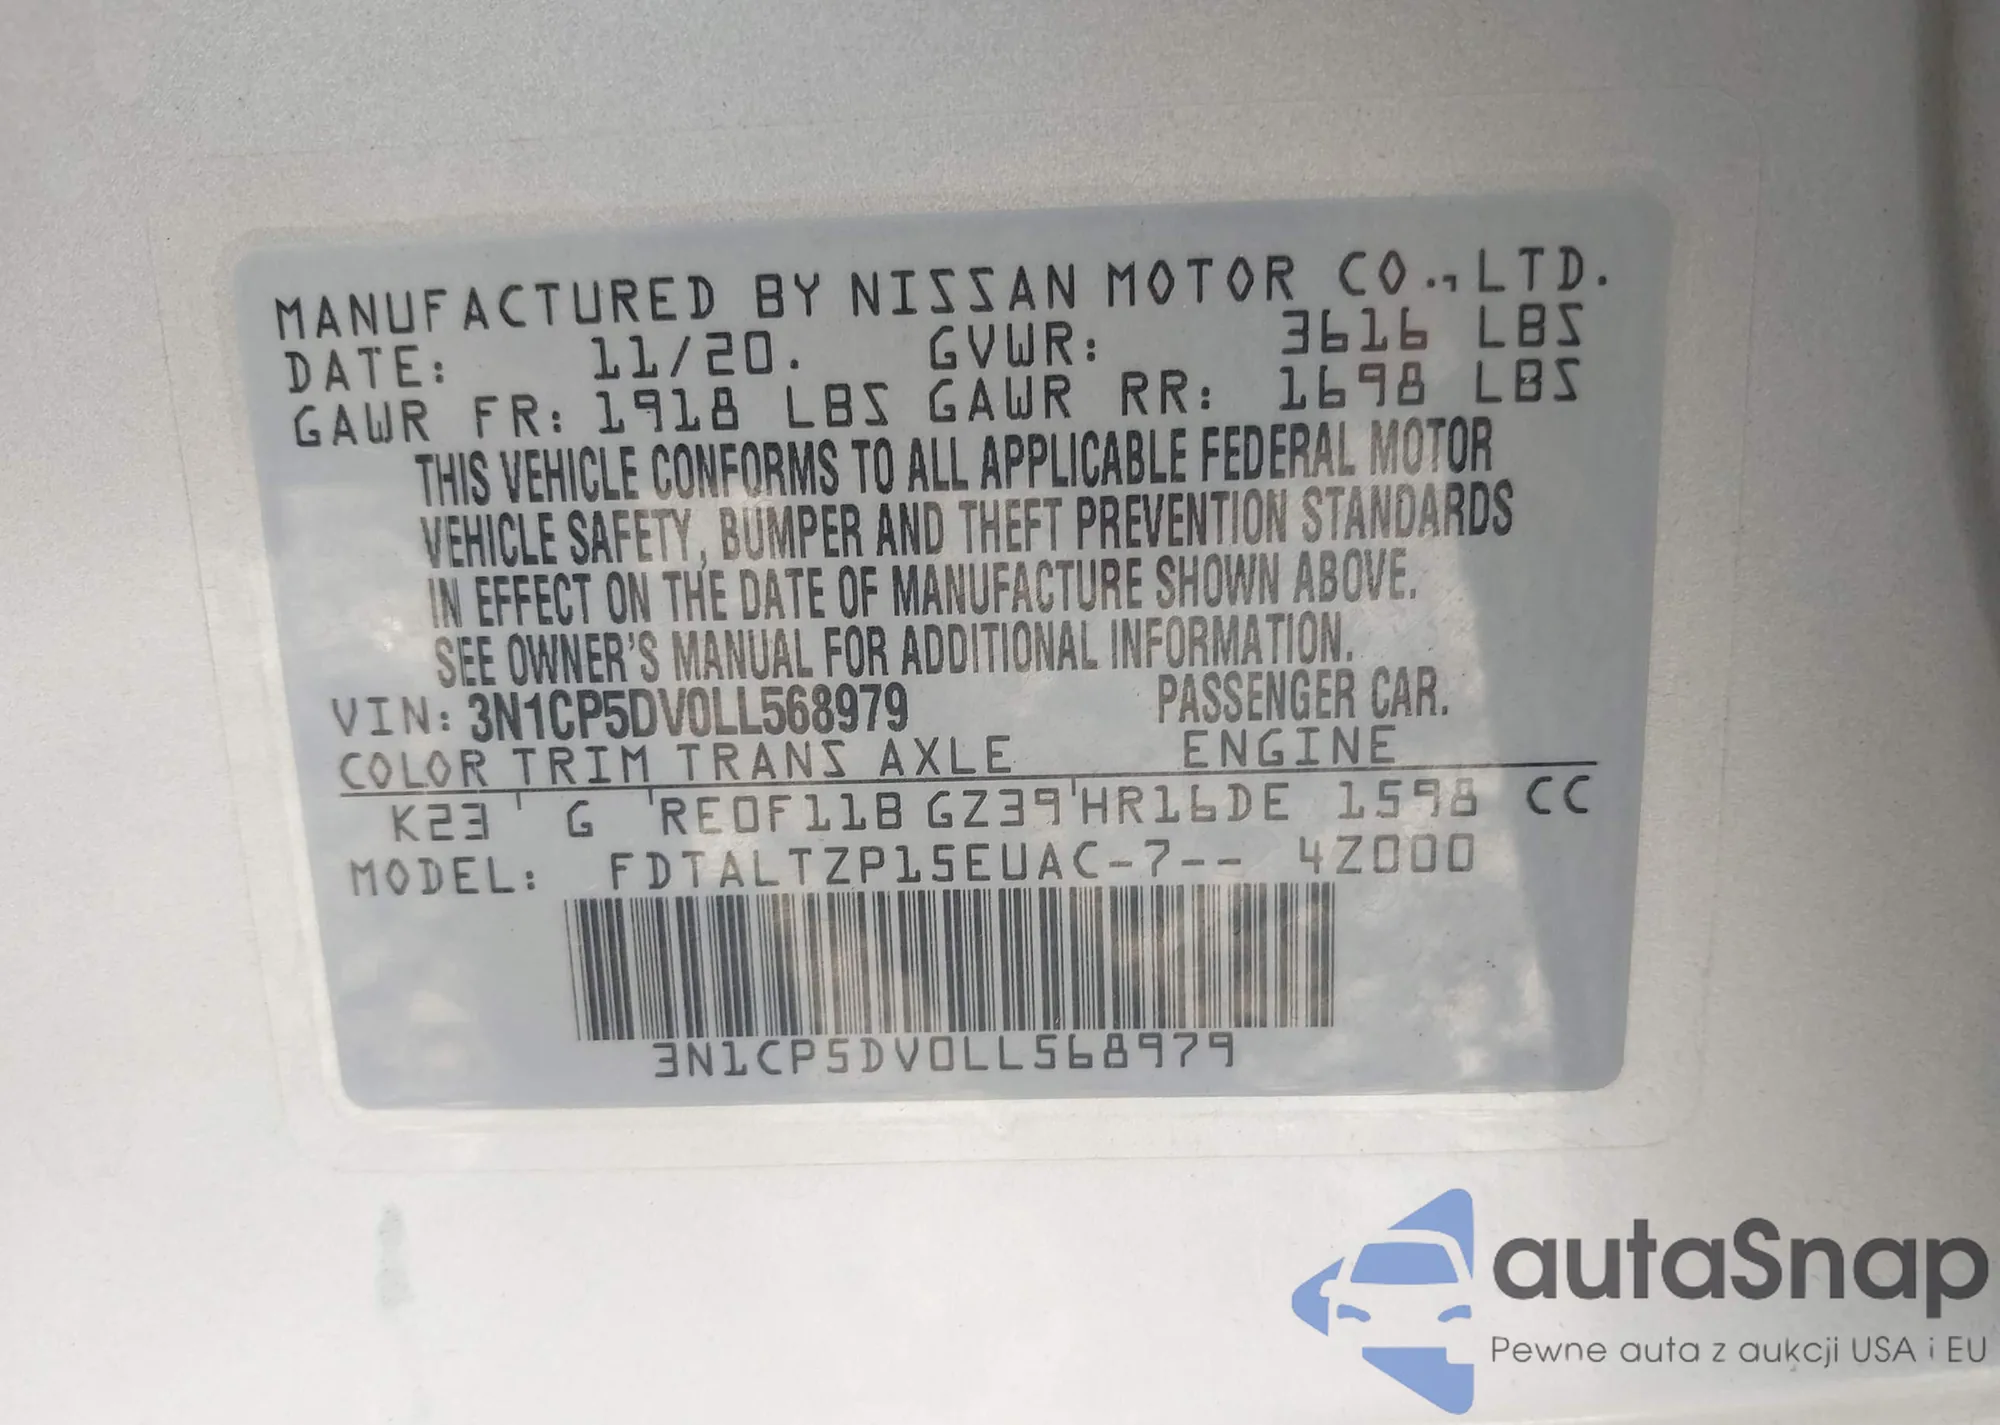 MANUFACTURED BY NISSAN MOTOR CO., LTD.
DATE: 11/20. GVWR: 3616 LBS
GAWR FR: 1918 LBS GAWR RR: 1698 LBS
THIS VEHICLE CONFORMS TO ALL APPLICABLE FEDERAL MOTOR
VEHICLE SAFETY, BUMPER AND THEFT PREVENTION STANDARDS
IN EFFECT ON THE DATE OF MANUFACTURE SHOWN ABOVE.
SEE OWNER'S MANUAL FOR ADDITIONAL INFORMATION.
VIN: 3N1CP5DV0LL568979 PASSENGER CAR.
COLOR TRIM TRANS AXLE ENGINE
K23 G RE0F11B GZ39 HR16DE 1598 CC
MODEL: FDTALTZP15EUAC-7-- 4Z000
3N1CP5DV0LL568979
autaSnap
Pewne auta z aukcji USA i EU